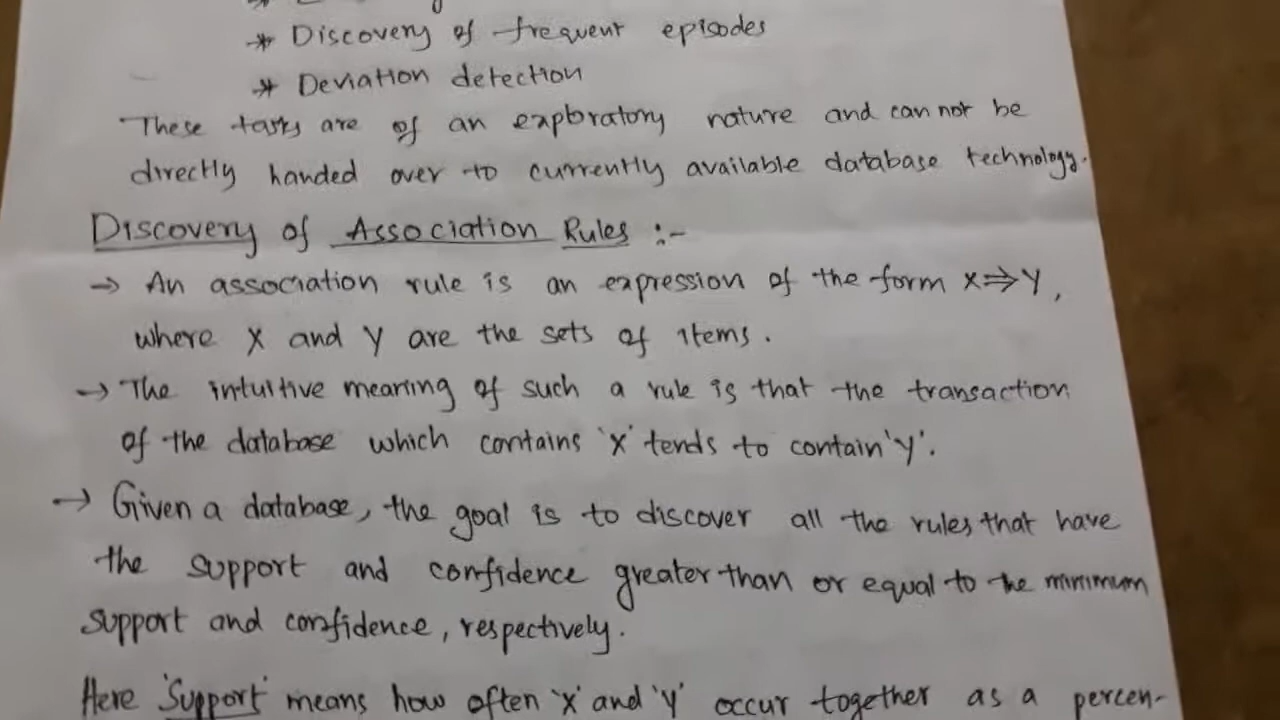 * Discovery of frequent episodes
* Deviation detection
These tasks are of an exploratory nature and can not be
directly handed over to currently available database technology.
Discovery of Association Rules :-
→ An association rule is an expression of the form X⇒Y,
where X and Y are the sets of items.
→ The intuitive meaning of such a rule is that the transaction
of the database which contains 'X' tends to contain 'Y'.
→ Given a database, the goal is to discover all the rules that have
the support and confidence greater than or equal to the minimum
support and confidence, respectively.
Here 'Support' means how often 'X' and 'Y' occur together as a percen-